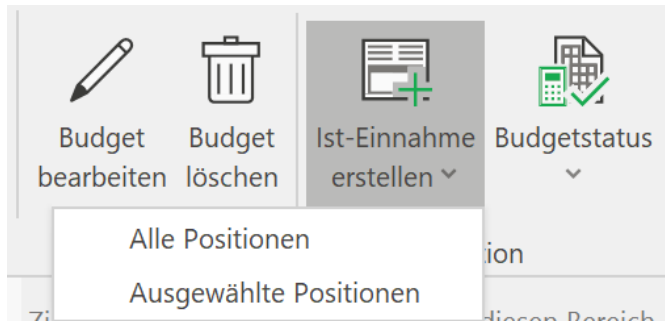 Budget
bearbeiten
Budget
löschen
Ist-Einnahme
erstellen
Budgetstatus
Alle Positionen
Ausgewählte Positionen